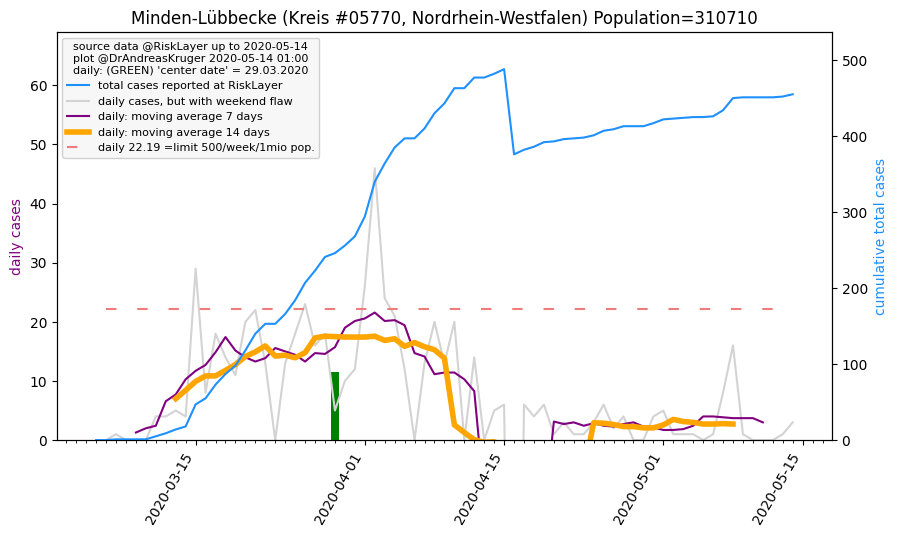 Minden-Lübbecke (Kreis #05770, Nordrhein-Westfalen) Population=310710
source data @RiskLayer up to 2020-05-14
plot @DrAndreasKruger 2020-05-14 01:00
daily: (GREEN) 'center date' = 29.03.2020
total cases reported at RiskLayer
daily cases, but with weekend flaw
daily: moving average 7 days
daily: moving average 14 days
daily 22.19 =limit 500/week/1mio pop.
daily cases
60
50
40
30
20
10
0
cumulative total cases
500
400
300
200
100
0
2020-03-15
2020-04-01
2020-04-15
2020-05-01
2020-05-15